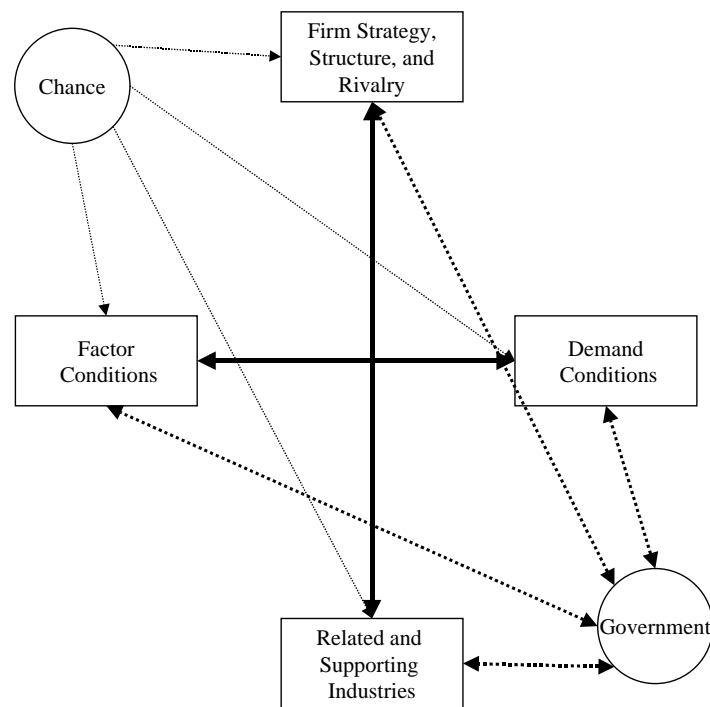 Firm Strategy,
Structure, and
Rivalry
Chance
Factor
Conditions
Demand
Conditions
Related and
Supporting
Industries
Government